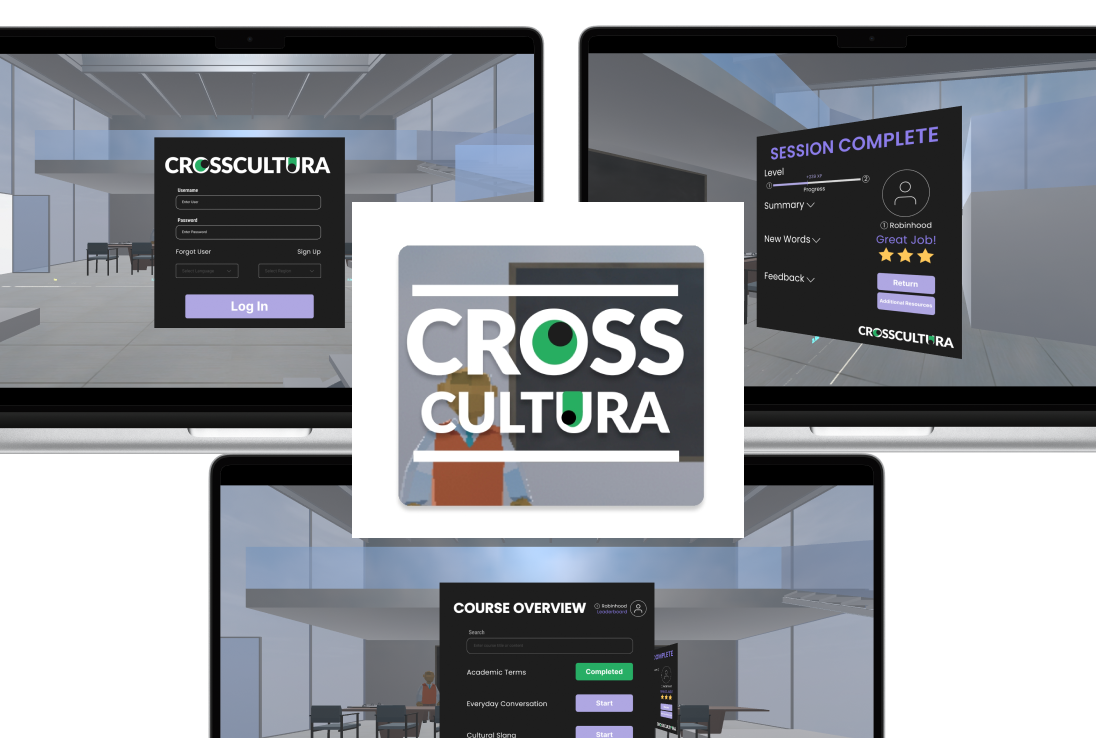 CROSSCULTURA
Username
Enter User
Password
Enter Password
Forgot User
Sign Up
Select Language
Select Region
Log In
SESSION COMPLETE
Level
1
2
Progress
Summary
New Words
Feedback
1 Robinhood
Great Job!
Return
Additional Resources
CROSSCULTURA
CROSS
CULTURA
COURSE OVERVIEW
1 Robinhood
Leaderboard
Search
Academic Terms
Completed
Everyday Conversation
Start
Cultural Slang
Start